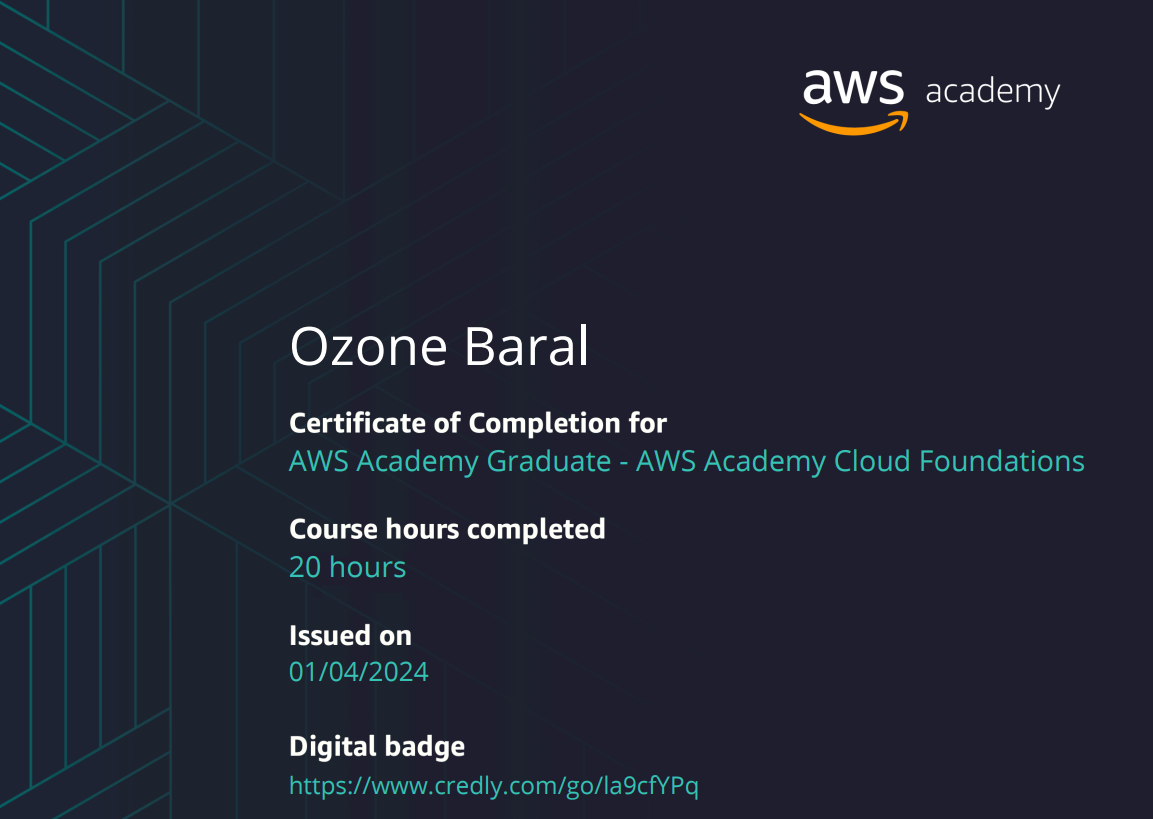 aws academy
Ozone Baral
Certificate of Completion for
AWS Academy Graduate - AWS Academy Cloud Foundations
Course hours completed
20 hours
Issued on
01/04/2024
Digital badge
https://www.credly.com/go/la9cfYPq